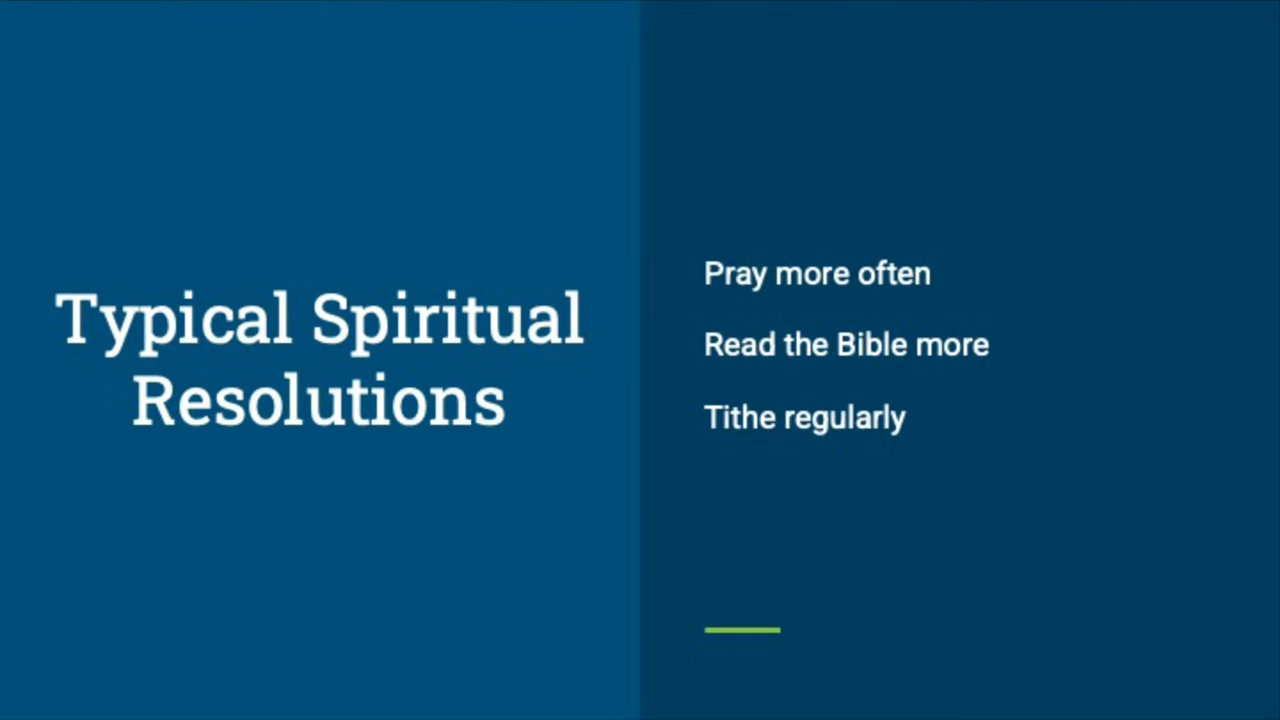 Typical Spiritual
Resolutions
Pray more often
Read the Bible more
Tithe regularly